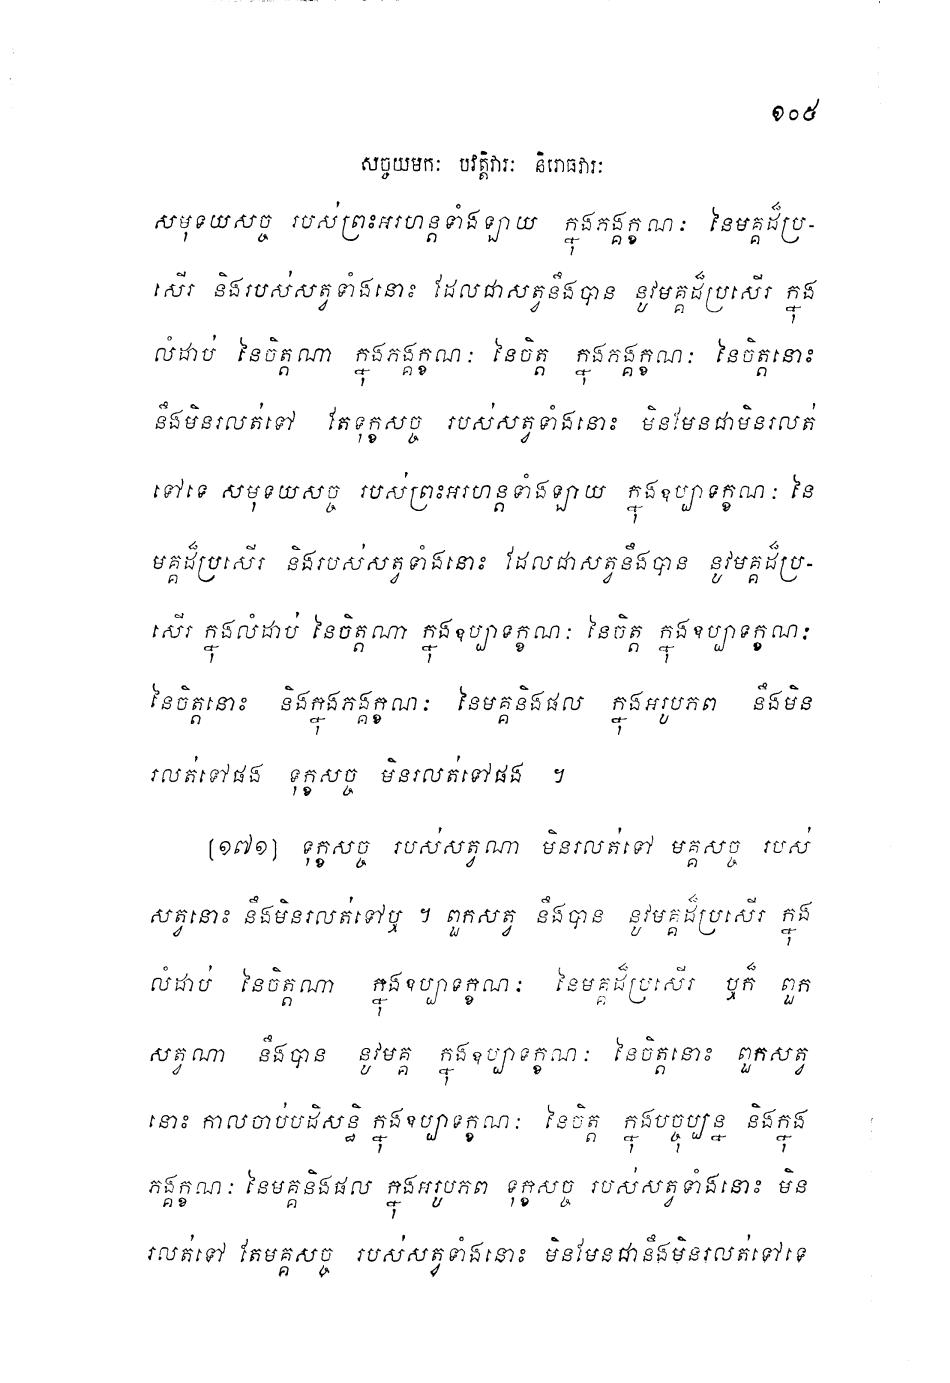 ១០៥
សច្ចយមកៈ បវត្តិវារៈ និរោធវារៈ
សមុទយសច្ច របស់ព្រះអរហន្តទាំងឡាយ ក្នុងភង្គក្ខណៈ នៃមគ្គដ៏ប្រ-
សើរ និងរបស់សត្វទាំងនោះ ដែលជាសត្វនឹងបាន នូវមគ្គដ៏ប្រសើរ ក្នុង
លំដាប់ នៃចិត្តណា ក្នុងភង្គក្ខណៈ នៃចិត្ត ក្នុងភង្គក្ខណៈ នៃចិត្តនោះ
នឹងមិនរលត់ទៅ តែទុក្ខសច្ច របស់សត្វទាំងនោះ មិនមែនជាមិនរលត់
ទៅទេ សមុទយសច្ច របស់ព្រះអរហន្តទាំងឡាយ ក្នុងឧប្បាទក្ខណៈ នៃ
មគ្គដ៏ប្រសើរ និងរបស់សត្វទាំងនោះ ដែលជាសត្វនឹងបាន នូវមគ្គដ៏ប្រ-
សើរ ក្នុងលំដាប់ នៃចិត្តណា ក្នុងឧប្បាទក្ខណៈ នៃចិត្ត ក្នុងឧប្បាទក្ខណៈ
នៃចិត្តនោះ និងក្នុងភង្គក្ខណៈ នៃមគ្គនិងផល ក្នុងអរូបភព នឹងមិន
រលត់ទៅផង ទុក្ខសច្ច មិនរលត់ទៅផង ។
(១៧១) ទុក្ខសច្ច របស់សត្វណា មិនរលត់ទៅ មគ្គសច្ច របស់
សត្វនោះ នឹងមិនរលត់ទៅឬ ។ ពួកសត្វ នឹងបាន នូវមគ្គដ៏ប្រសើរ ក្នុង
លំដាប់ នៃចិត្តណា ក្នុងឧប្បាទក្ខណៈ នៃមគ្គដ៏ប្រសើរ ឬក៏ ពួក
សត្វណា នឹងបាន នូវមគ្គ ក្នុងឧប្បាទក្ខណៈ នៃចិត្តនោះ ពួកសត្វ
នោះ កាលចាប់បដិសន្ធិ ក្នុងឧប្បាទក្ខណៈ នៃចិត្ត ក្នុងបច្ចុប្បន្ន និងក្នុង
ភង្គក្ខណៈ នៃមគ្គនិងផល ក្នុងអរូបភព ទុក្ខសច្ច របស់សត្វទាំងនោះ មិន
រលត់ទៅ តែមគ្គសច្ច របស់សត្វទាំងនោះ មិនមែនជានឹងមិនរលត់ទៅទេ